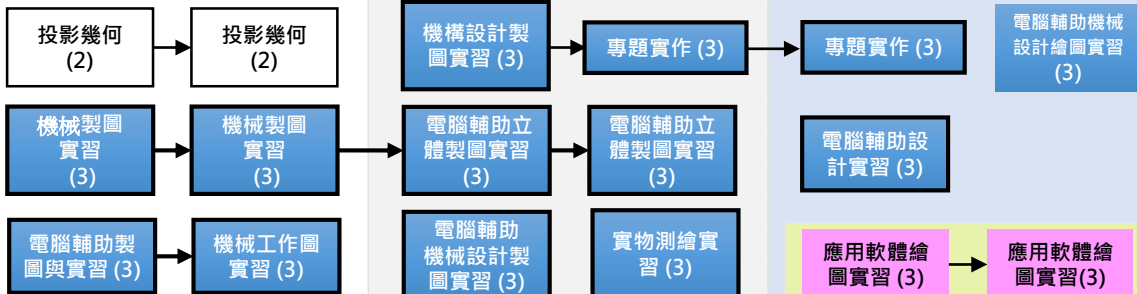 投影幾何
(2)
投影幾何
(2)
機構設計製
圖實習 (3)
專題實作 (3)
專題實作 (3)
電腦輔助機械
設計繪圖實習
(3)
機械製圖
實習
(3)
機械製圖
實習
(3)
電腦輔助立
體製圖實習
(3)
電腦輔助立
體製圖實習
(3)
電腦輔助設
計實習 (3)
電腦輔助製
圖與實習 (3)
機械工作圖
實習 (3)
電腦輔助
機械設計製
圖實習 (3)
實物測繪實
習 (3)
應用軟體繪
圖實習 (3)
應用軟體繪
圖實習(3)